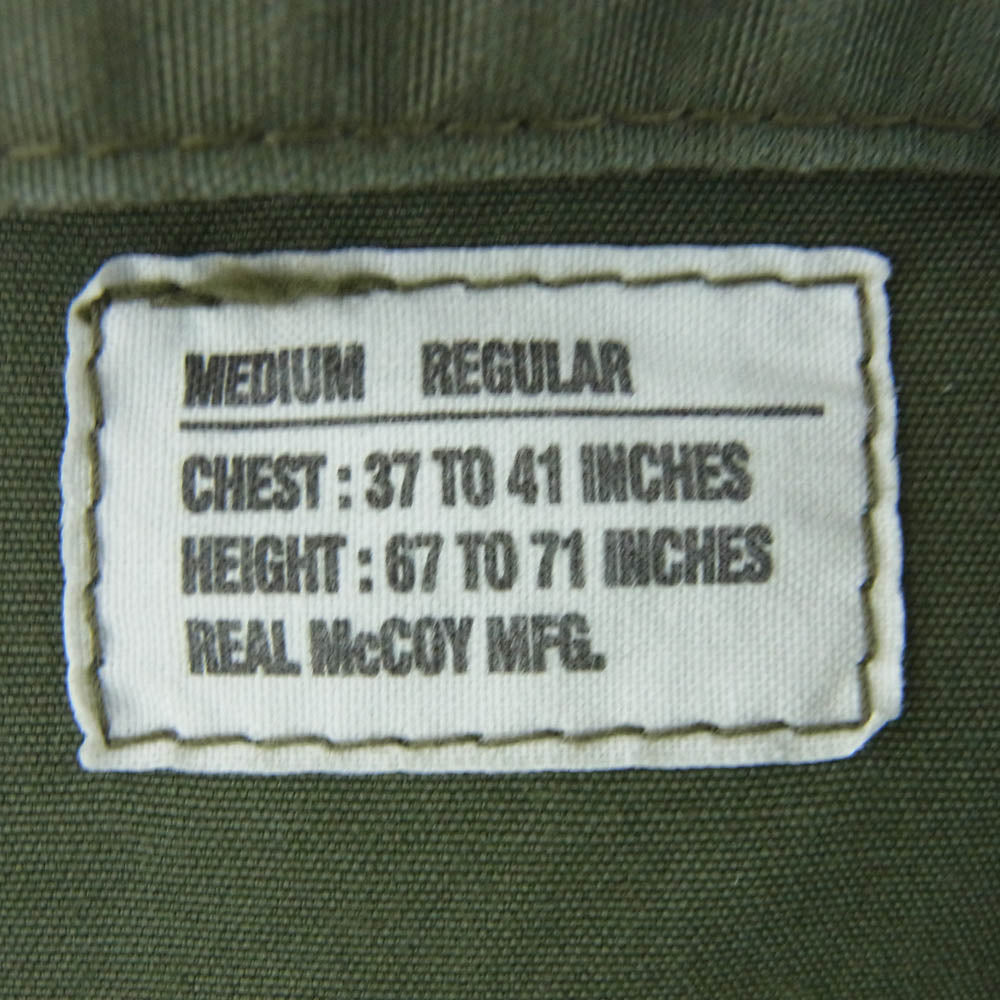 MEDIUM REGULAR
CHEST : 37 TO 41 INCHES
HEIGHT : 67 TO 71 INCHES
REAL McCOY MFG.